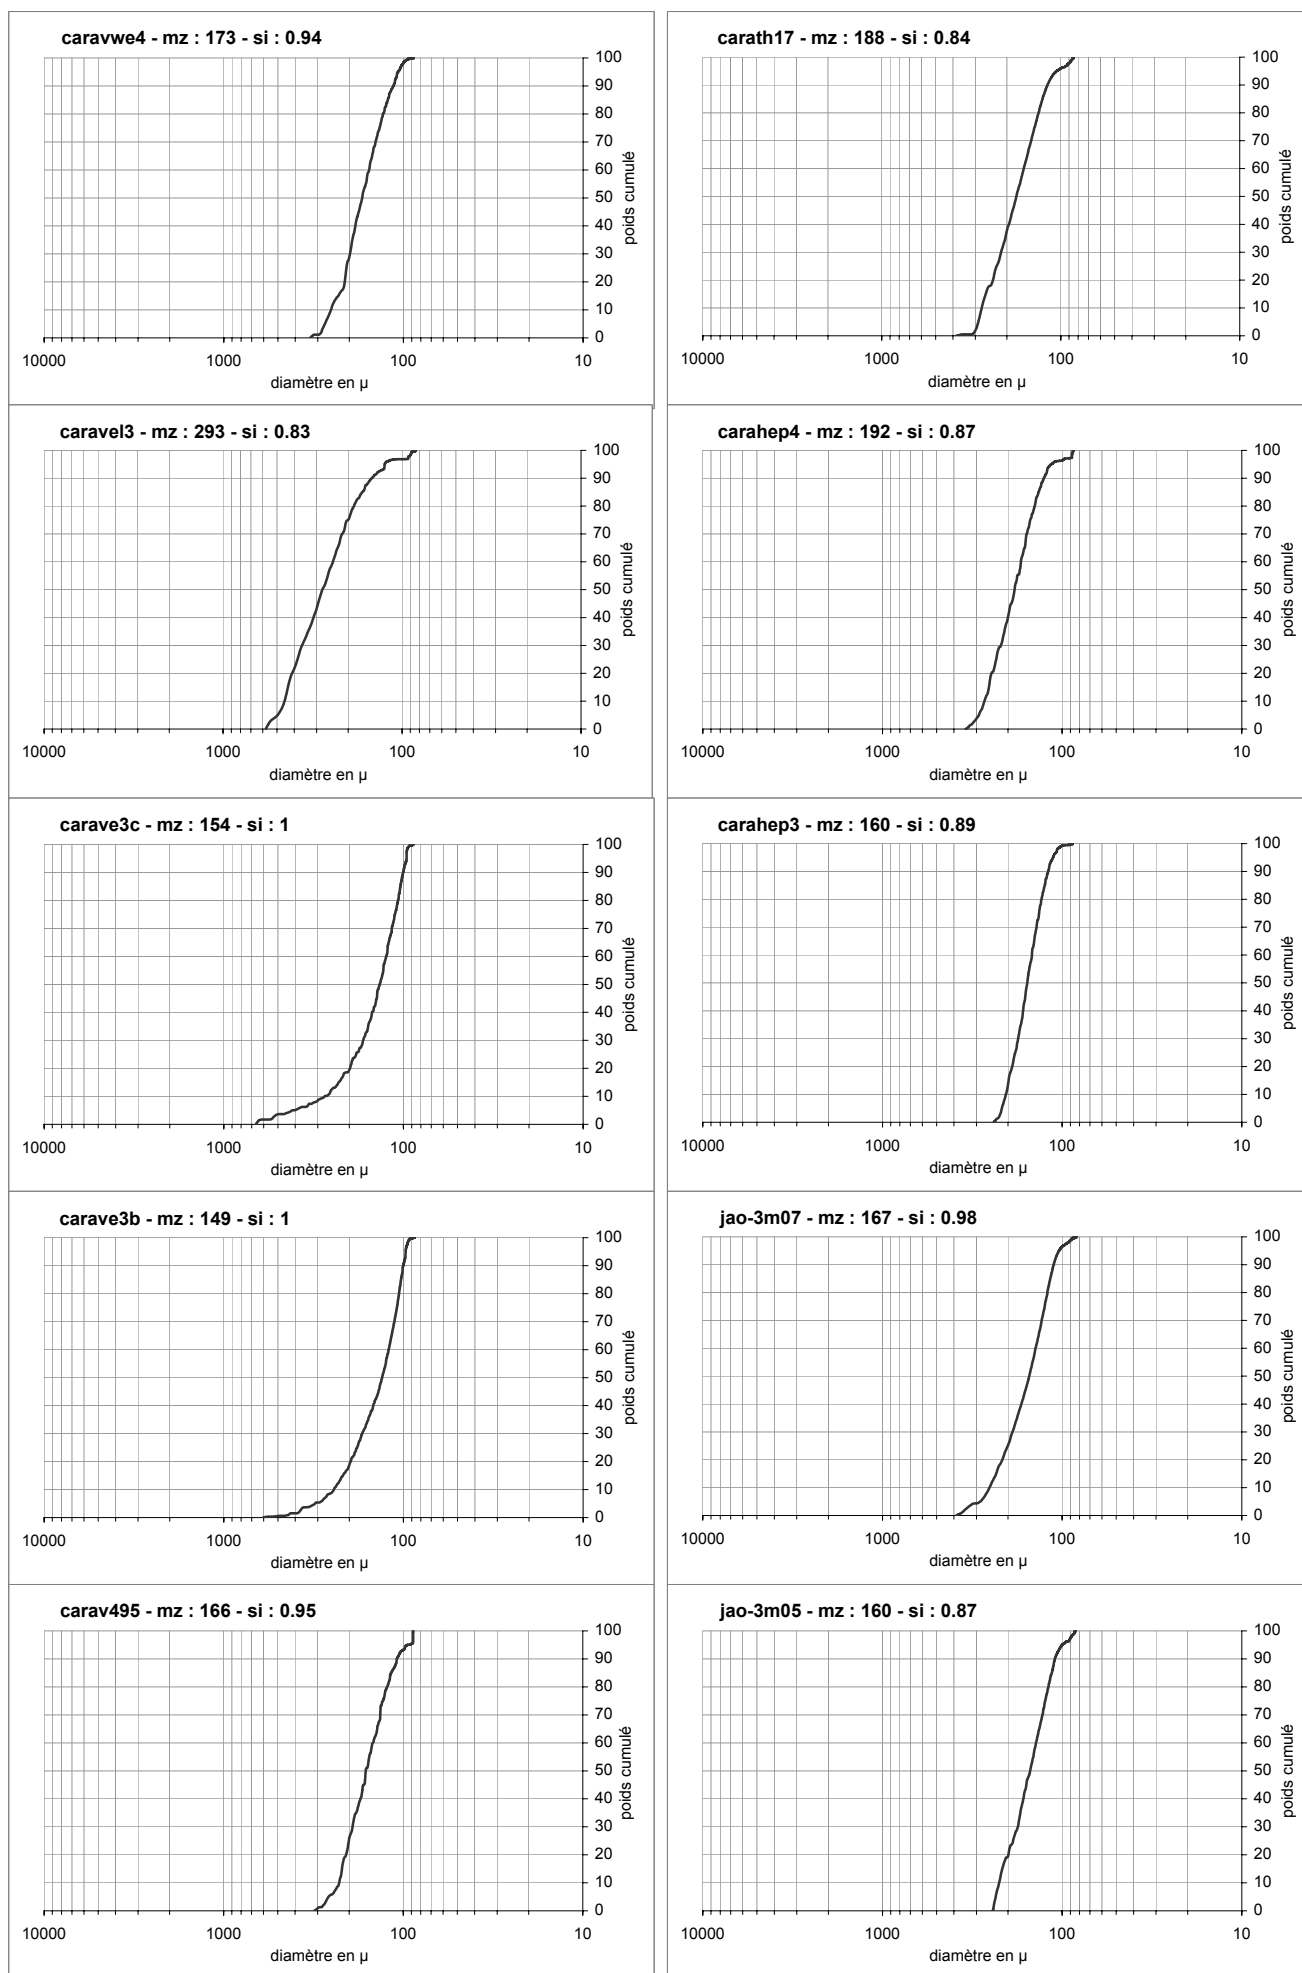 caravwe4 - mz : 173 - si : 0.94
100
90
80
70
60
50
40
30
20
10
0
poids cumulé
10000 1000 100 10
diamètre en µ
carath17 - mz : 188 - si : 0.84
100
90
80
70
60
50
40
30
20
10
0
poids cumulé
10000 1000 100 10
diamètre en µ
caravel3 - mz : 293 - si : 0.83
100
90
80
70
60
50
40
30
20
10
0
poids cumulé
10000 1000 100 10
diamètre en µ
carahep4 - mz : 192 - si : 0.87
100
90
80
70
60
50
40
30
20
10
0
poids cumulé
10000 1000 100 10
diamètre en µ
carave3c - mz : 154 - si : 1
100
90
80
70
60
50
40
30
20
10
0
poids cumulé
10000 1000 100 10
diamètre en µ
carahep3 - mz : 160 - si : 0.89
100
90
80
70
60
50
40
30
20
10
0
poids cumulé
10000 1000 100 10
diamètre en µ
carave3b - mz : 149 - si : 1
100
90
80
70
60
50
40
30
20
10
0
poids cumulé
10000 1000 100 10
diamètre en µ
jao-3m07 - mz : 167 - si : 0.98
100
90
80
70
60
50
40
30
20
10
0
poids cumulé
10000 1000 100 10
diamètre en µ
carav495 - mz : 166 - si : 0.95
100
90
80
70
60
50
40
30
20
10
0
poids cumulé
10000 1000 100 10
diamètre en µ
jao-3m05 - mz : 160 - si : 0.87
100
90
80
70
60
50
40
30
20
10
0
poids cumulé
10000 1000 100 10
diamètre en µ